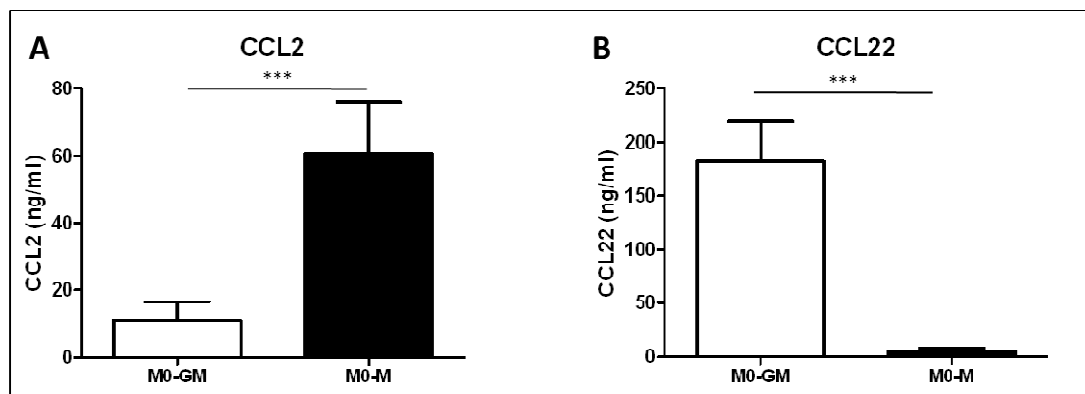 A
CCL2
***
CCL2 (ng/ml)
80
60
40
20
0
M0-GM
M0-M
B
CCL22
***
CCL22 (ng/ml)
250
200
150
100
50
0
M0-GM
M0-M